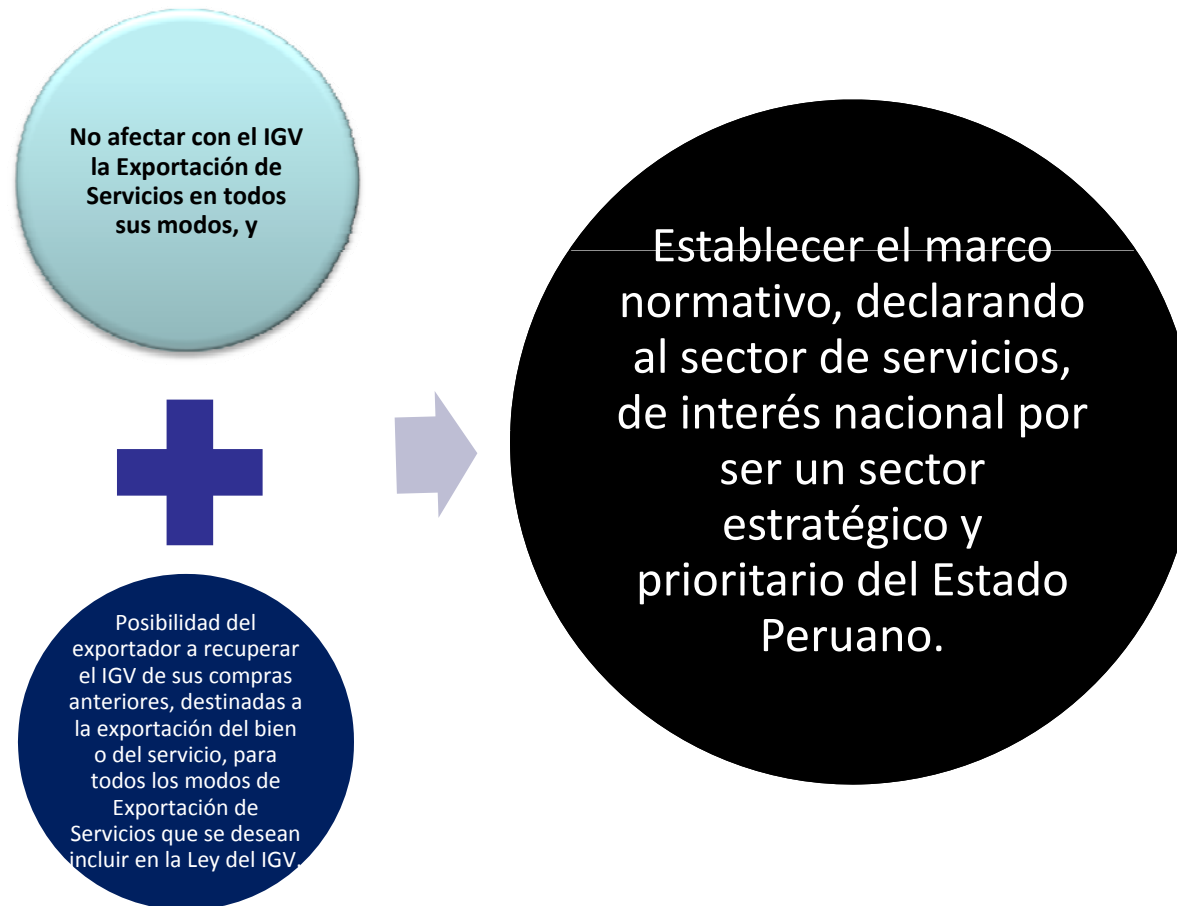 No afectar con el IGV
la Exportación de
Servicios en todos
sus modos, y
Posibilidad del
exportador a recuperar
el IGV de sus compras
anteriores, destinadas a
la exportación del bien
o del servicio, para
todos los modos de
Exportación de
Servicios que se desean
incluir en la Ley del IGV.
Establecer el marco
normativo, declarando
al sector de servicios,
de interés nacional por
ser un sector
estratégico y
prioritario del Estado
Peruano.